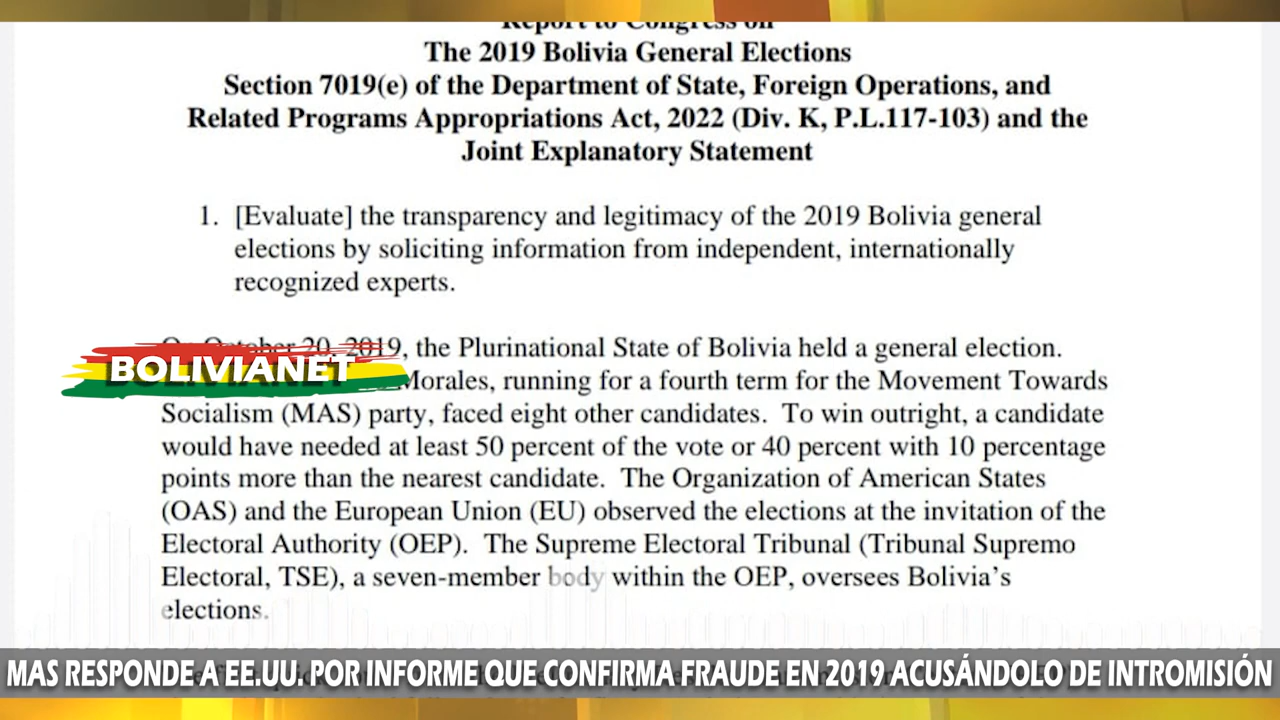 Report to Congress on
The 2019 Bolivia General Elections
Section 7019(e) of the Department of State, Foreign Operations, and
Related Programs Appropriations Act, 2022 (Div. K, P.L.117-103) and the
Joint Explanatory Statement
1. [Evaluate] the transparency and legitimacy of the 2019 Bolivia general
elections by soliciting information from independent, internationally
recognized experts.
On October 20, 2019, the Plurinational State of Bolivia held a general election.
BOLIVIANET
Morales, running for a fourth term for the Movement Towards
Socialism (MAS) party, faced eight other candidates. To win outright, a candidate
would have needed at least 50 percent of the vote or 40 percent with 10 percentage
points more than the nearest candidate. The Organization of American States
(OAS) and the European Union (EU) observed the elections at the invitation of the
Electoral Authority (OEP). The Supreme Electoral Tribunal (Tribunal Supremo
Electoral, TSE), a seven-member body within the OEP, oversees Bolivia's
elections.
MAS RESPONDE A EE.UU. POR INFORME QUE CONFIRMA FRAUDE EN 2019 ACUSÁNDOLO DE INTROMISIÓN